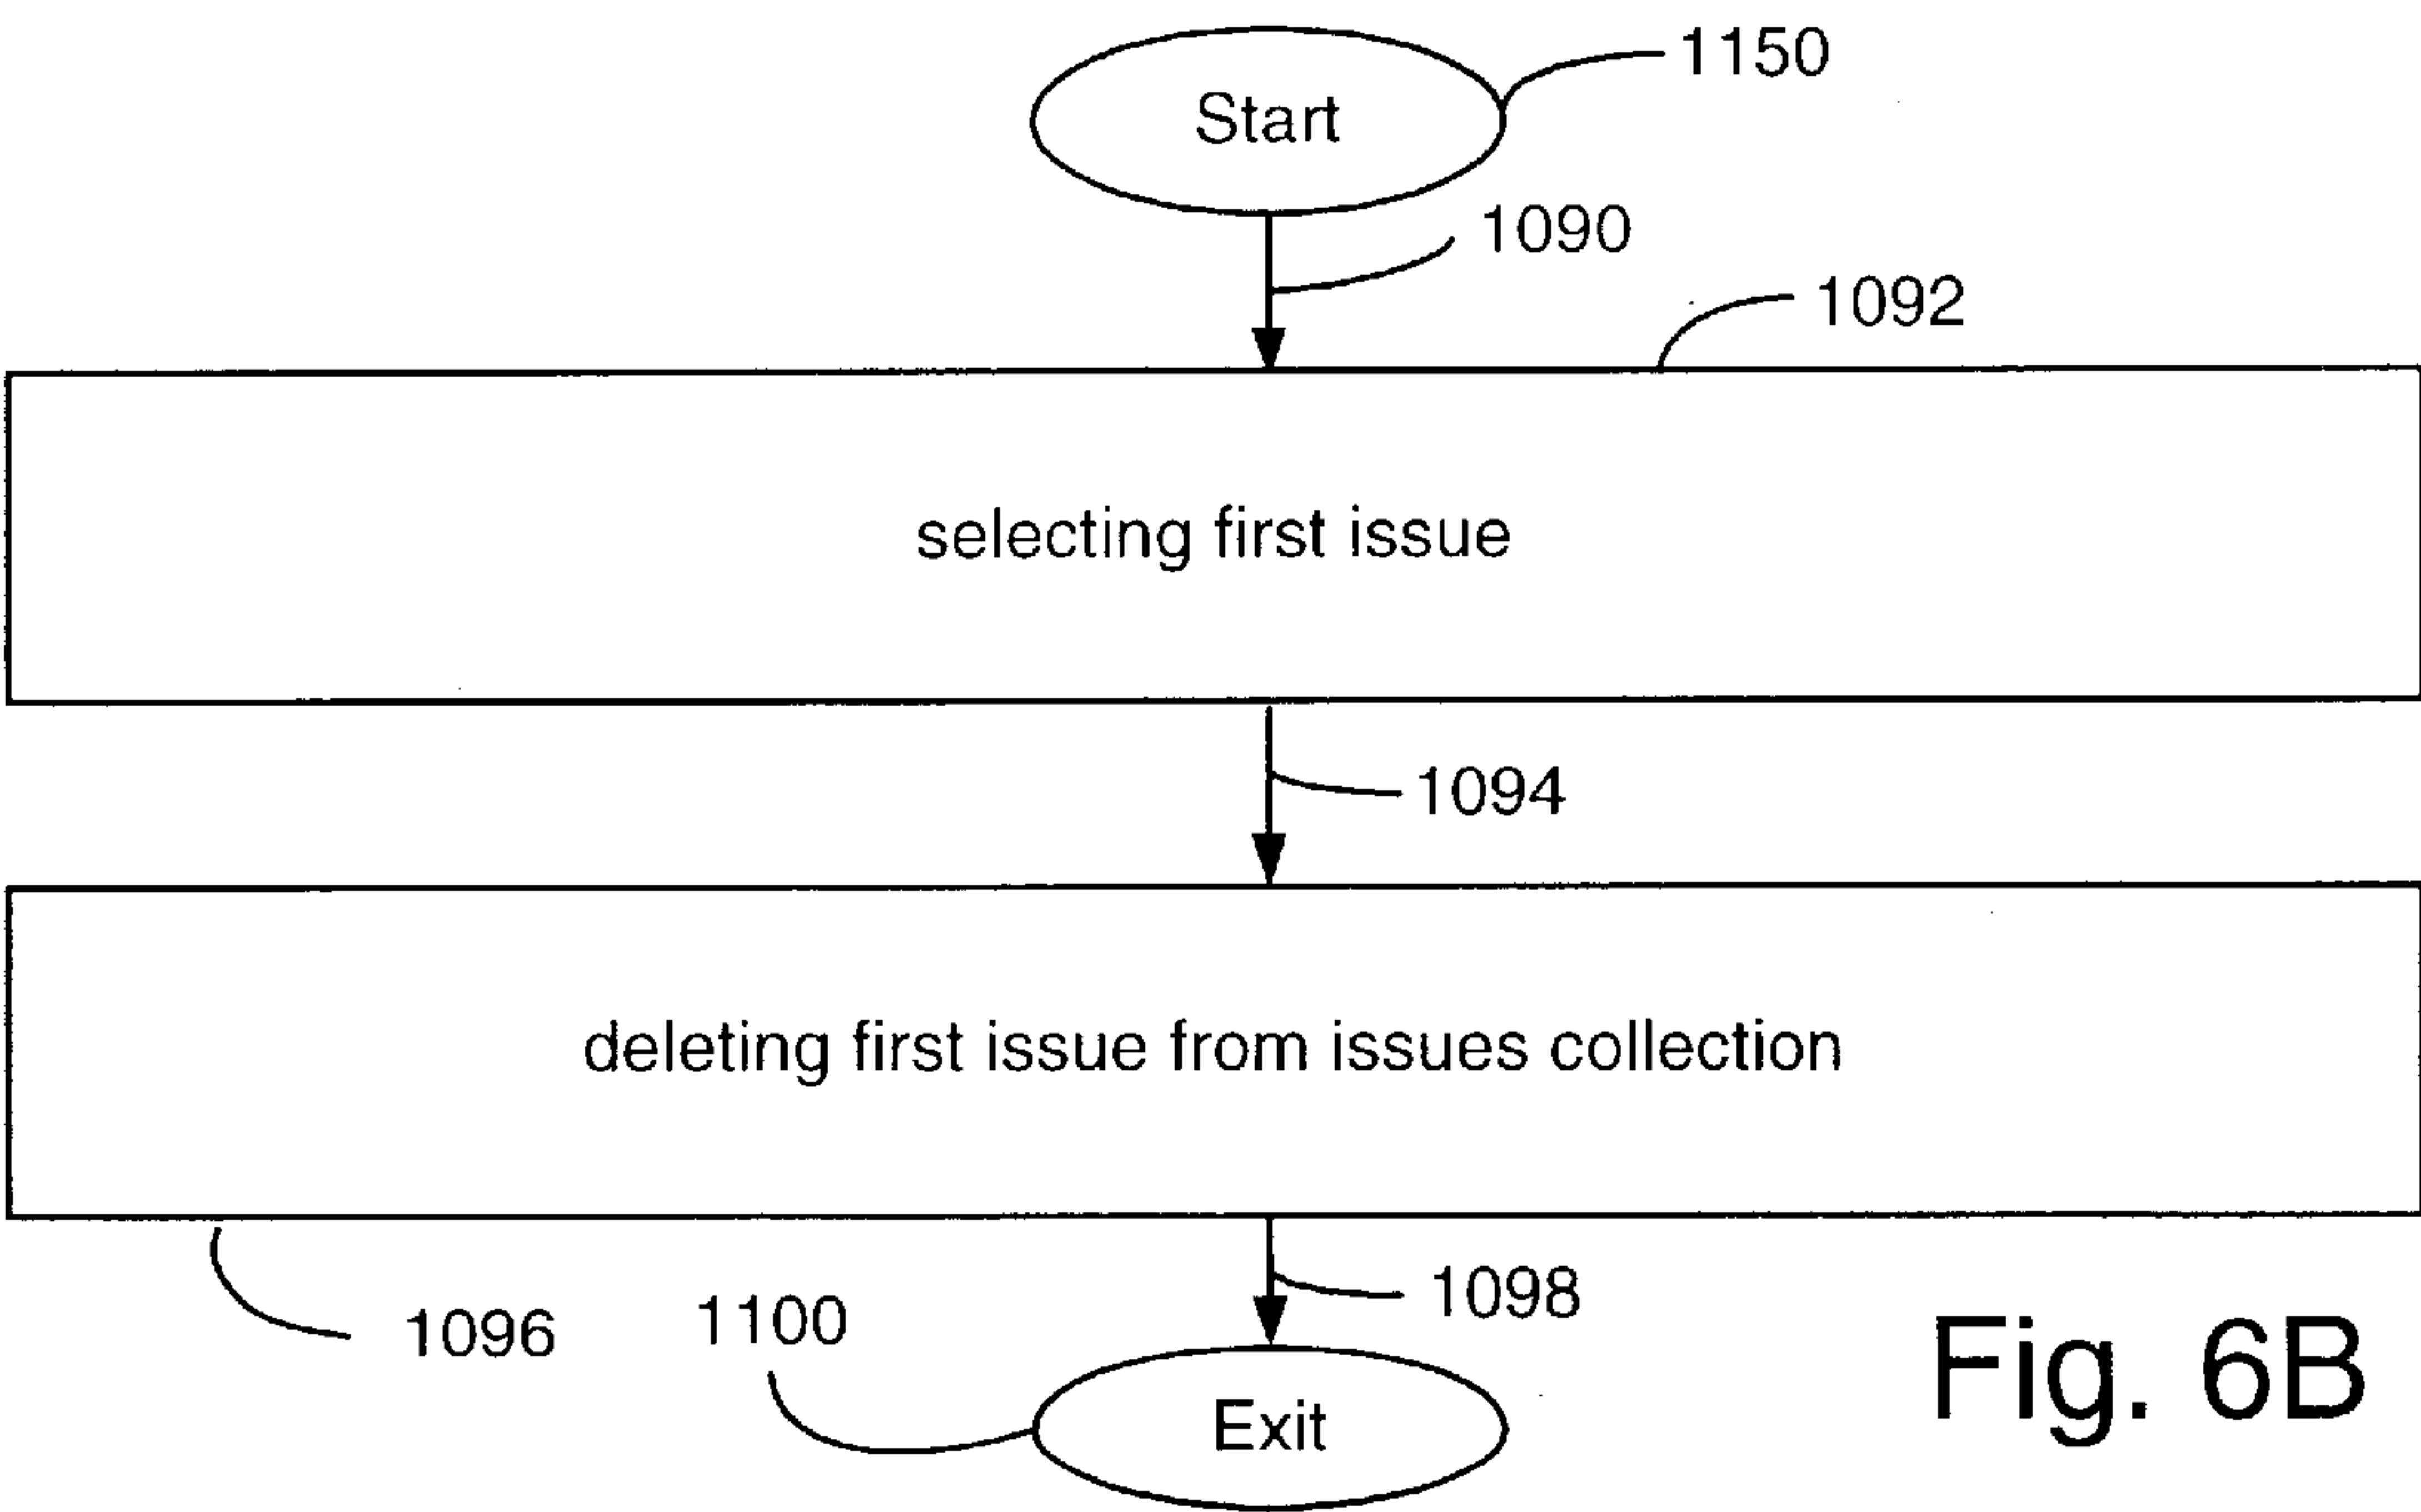 1150
Start
1090
1092
selecting first issue
1094
deleting first issue from issues collection
1098
1096
1100
Exit
Fig. 6B